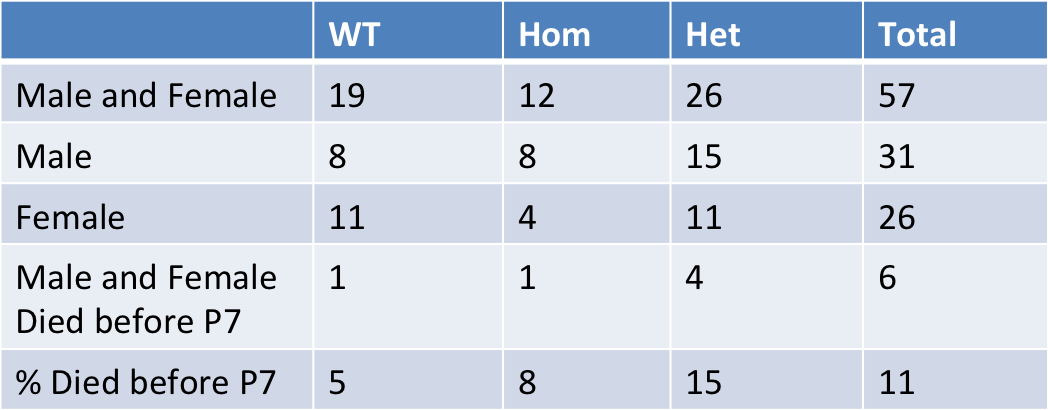 WT Hom Het Total
Male and Female 19 12 26 57
Male 8 8 15 31
Female 11 4 11 26
Male and Female 1 1 4 6
Died before P7
% Died before P7 5 8 15 11